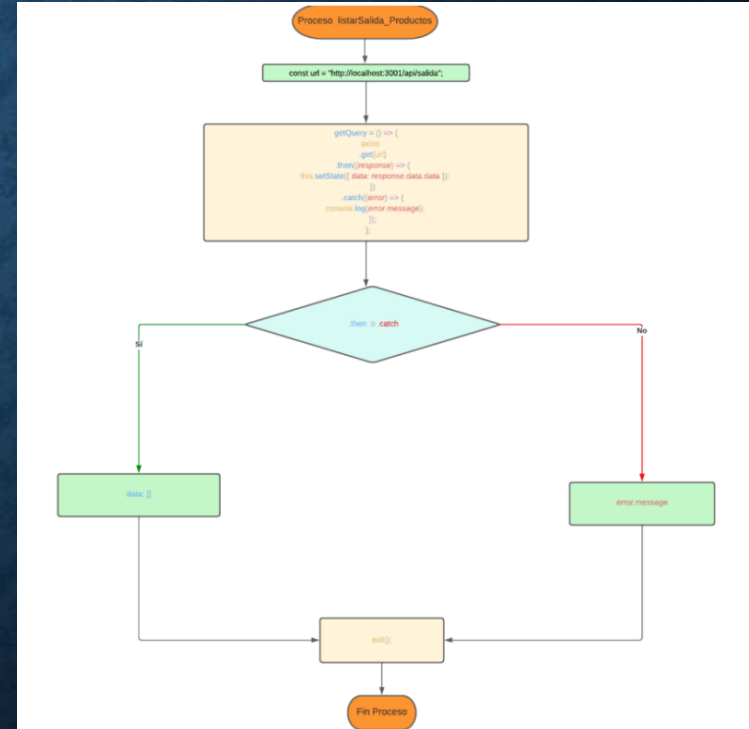 Proceso listarSalida_Productos
const url = "http://localhost:3001/api/salida";
getQuery = () => {
axios
.get(url)
.then((response) => {
this.setState({ data: response.data.data });
})
.catch((error) => {
console.log(error.message);
});
};
.then o catch
Sí
No
data: []
error.message
exit();
Fin Proceso